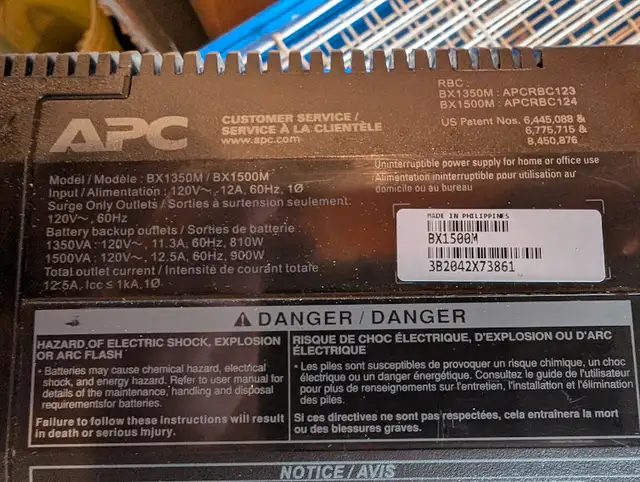 RBC:
BX1350M : APCRBC123
BX1500M : APCRBC124
APC
CUSTOMER SERVICE /
SERVICE À LA CLIENTÈLE
www.apc.com
US Patent Nos. 6,445,088 &
6,775,715 &
8,450,876
Model / Modèle : BX1350M / BX1500M
Input / Alimentation : 120V~, 12A, 60Hz, 1Ø
Surge Only Outlets / Sorties à surtension seulement:
120V~, 60Hz
Battery backup outlets / Sorties de batterie :
1350VA : 120V~, 11.3A, 60Hz, 810W
1500VA : 120V~, 12.5A, 60Hz, 900W
Total outlet current / Intensité de courant totale
12.5A, Icc ≤ 1kA, 1Ø
Uninterruptible power supply for home or office use
Alimentation ininterruptible pour utilisation au
domicile ou au bureau
MADE IN PHILIPPINES
BX1500M
3B2042X73861
DANGER / DANGER
HAZARD OF ELECTRIC SHOCK, EXPLOSION
OR ARC FLASH
• Batteries may cause chemical hazard, electrical
shock, and energy hazard. Refer to user manual for
details of the maintenance, handling and disposal
requirementsfor batteries.
Failure to follow these instructions will result
in death or serious injury.
RISQUE DE CHOC ÉLECTRIQUE, D'EXPLOSION OU D'ARC
ÉLECTRIQUE
• Les piles sont susceptibles de provoquer un risque chimique, un choc
électrique ou un danger énergétique. Consultez le guide de l'utilisateur
pour plus de renseignements sur l'entretien, l'installation et l'élimination
des piles.
Si ces directives ne sont pas respectées, cela entraînera la mort
ou des blessures graves.
NOTICE / AVIS